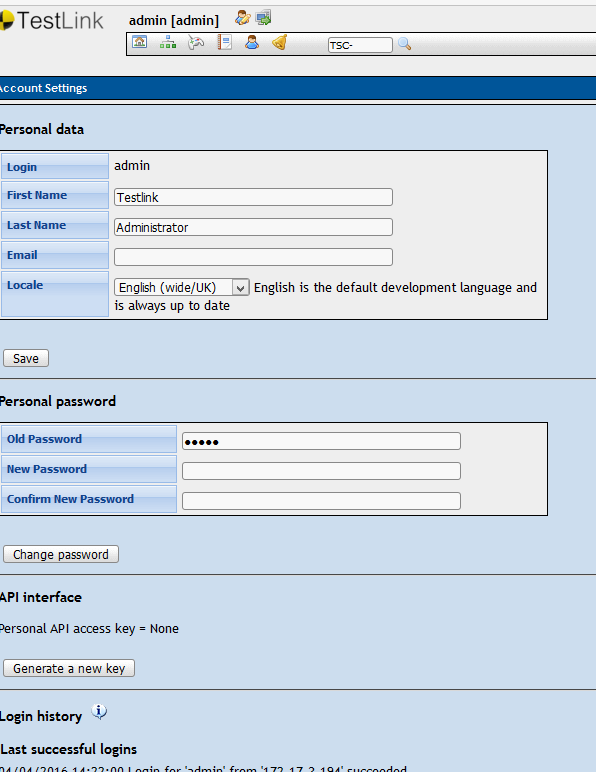 TestLink
admin [admin]
TSC-
Account Settings
Personal data
Login admin
First Name Testlink
Last Name Administrator
Email
Locale English (wide/UK) English is the default development language and
is always up to date
Save
Personal password
Old Password •••••
New Password
Confirm New Password
Change password
API interface
Personal API access key = None
Generate a new key
Login history
Last successful logins
04/04/2016 14:22:00 Login for 'admin' from '172.17.2.194' succeeded